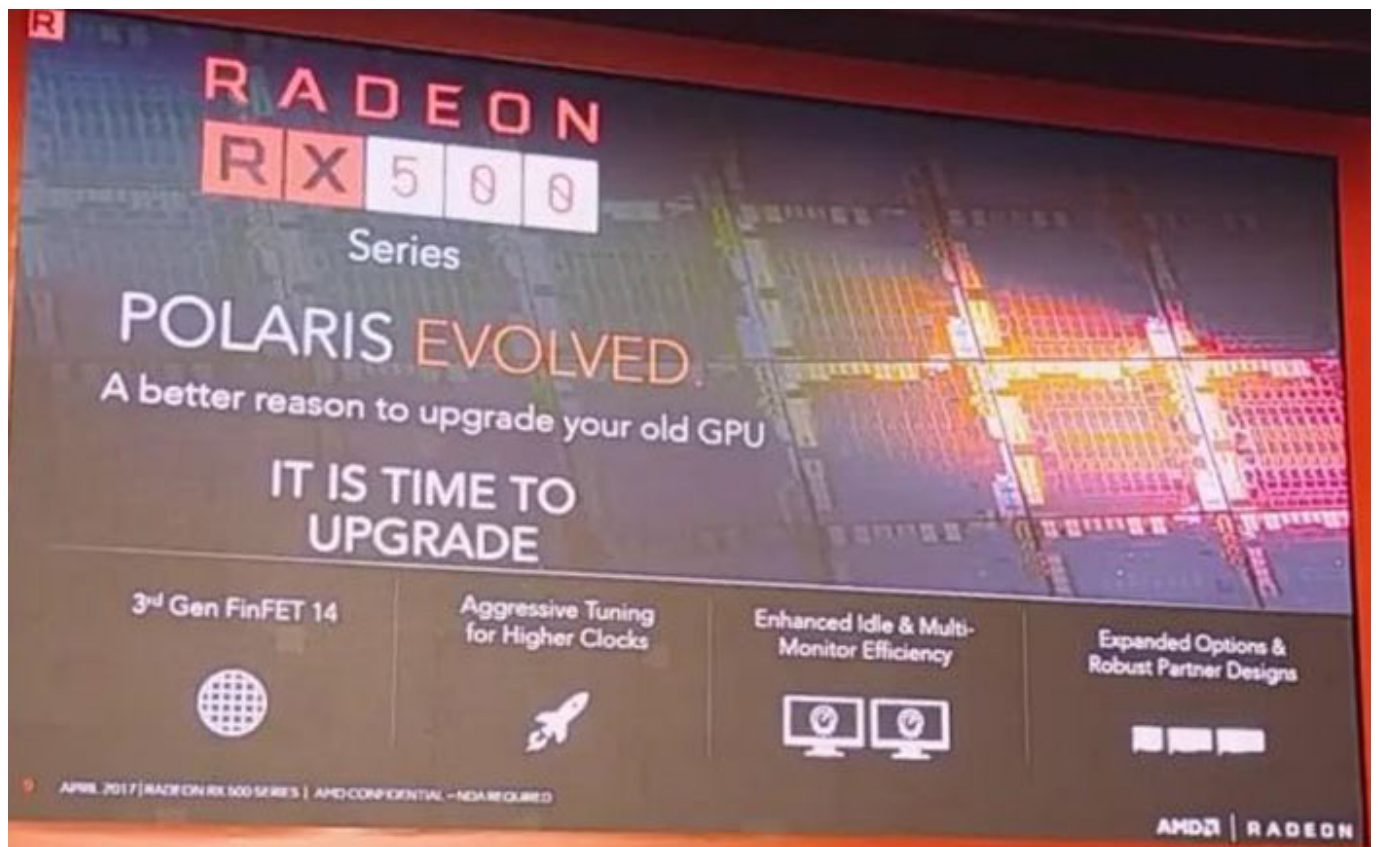 R
RADEON
RX 500
Series
POLARIS EVOLVED.
A better reason to upgrade your old GPU
IT IS TIME TO
UPGRADE
3rd Gen FinFET 14
Aggressive Tuning
for Higher Clocks
Enhanced Idle & Multi-
Monitor Efficiency
Expanded Options &
Robust Partner Designs
9 APRIL 2017 | RADEON RX 500 SERIES | AMD CONFIDENTIAL – NDA REQUIRED
AMD | RADEON